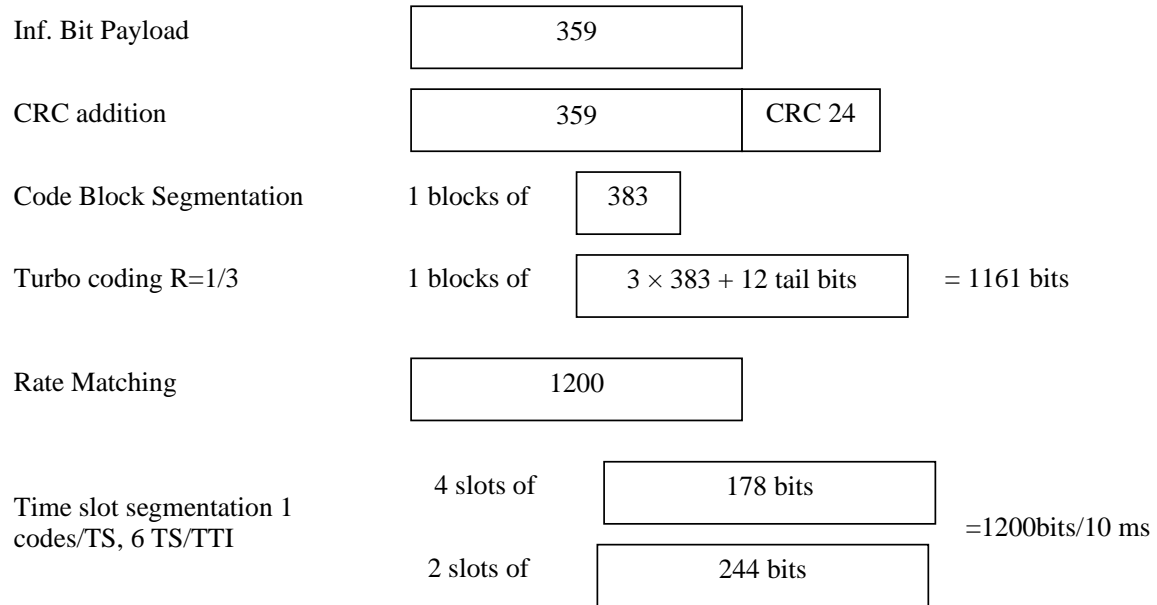 Inf. Bit Payload
359
CRC addition
359
CRC 24
Code Block Segmentation
1 blocks of
383
Turbo coding R=1/3
1 blocks of
3 × 383 + 12 tail bits
= 1161 bits
Rate Matching
1200
Time slot segmentation 1
codes/TS, 6 TS/TTI
4 slots of
178 bits
=1200bits/10 ms
2 slots of
244 bits